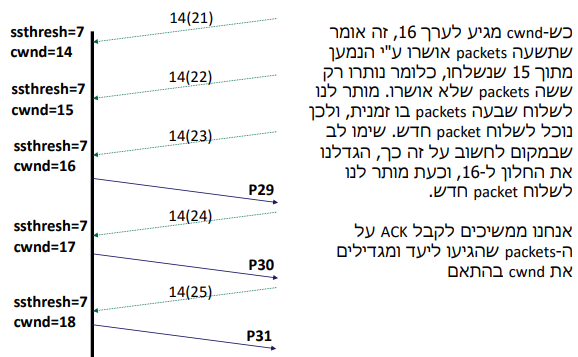 14(21)
ssthresh=7
cwnd=14
14(22)
ssthresh=7
cwnd=15
14(23)
ssthresh=7
cwnd=16
P29
14(24)
ssthresh=7
cwnd=17
P30
14(25)
ssthresh=7
cwnd=18
P31
כש-cwnd מגיע לערך 16, זה אומר
שתשעה packets אושרו ע"י הנמען
מתוך 15 שנשלחו, כלומר נותרו רק
ששה packets שלא אושרו. מותר לנו
לשלוח שבעה packets בו זמנית, ולכן
נוכל לשלוח packet חדש. שימו לב
שבמקום לחשוב על זה כך, הגדלנו
את החלון ל-16, וכעת מותר לנו
לשלוח packet חדש.
אנחנו ממשיכים לקבל ACK על
ה-packets שהגיעו ליעד ומגדילים
את cwnd בהתאם